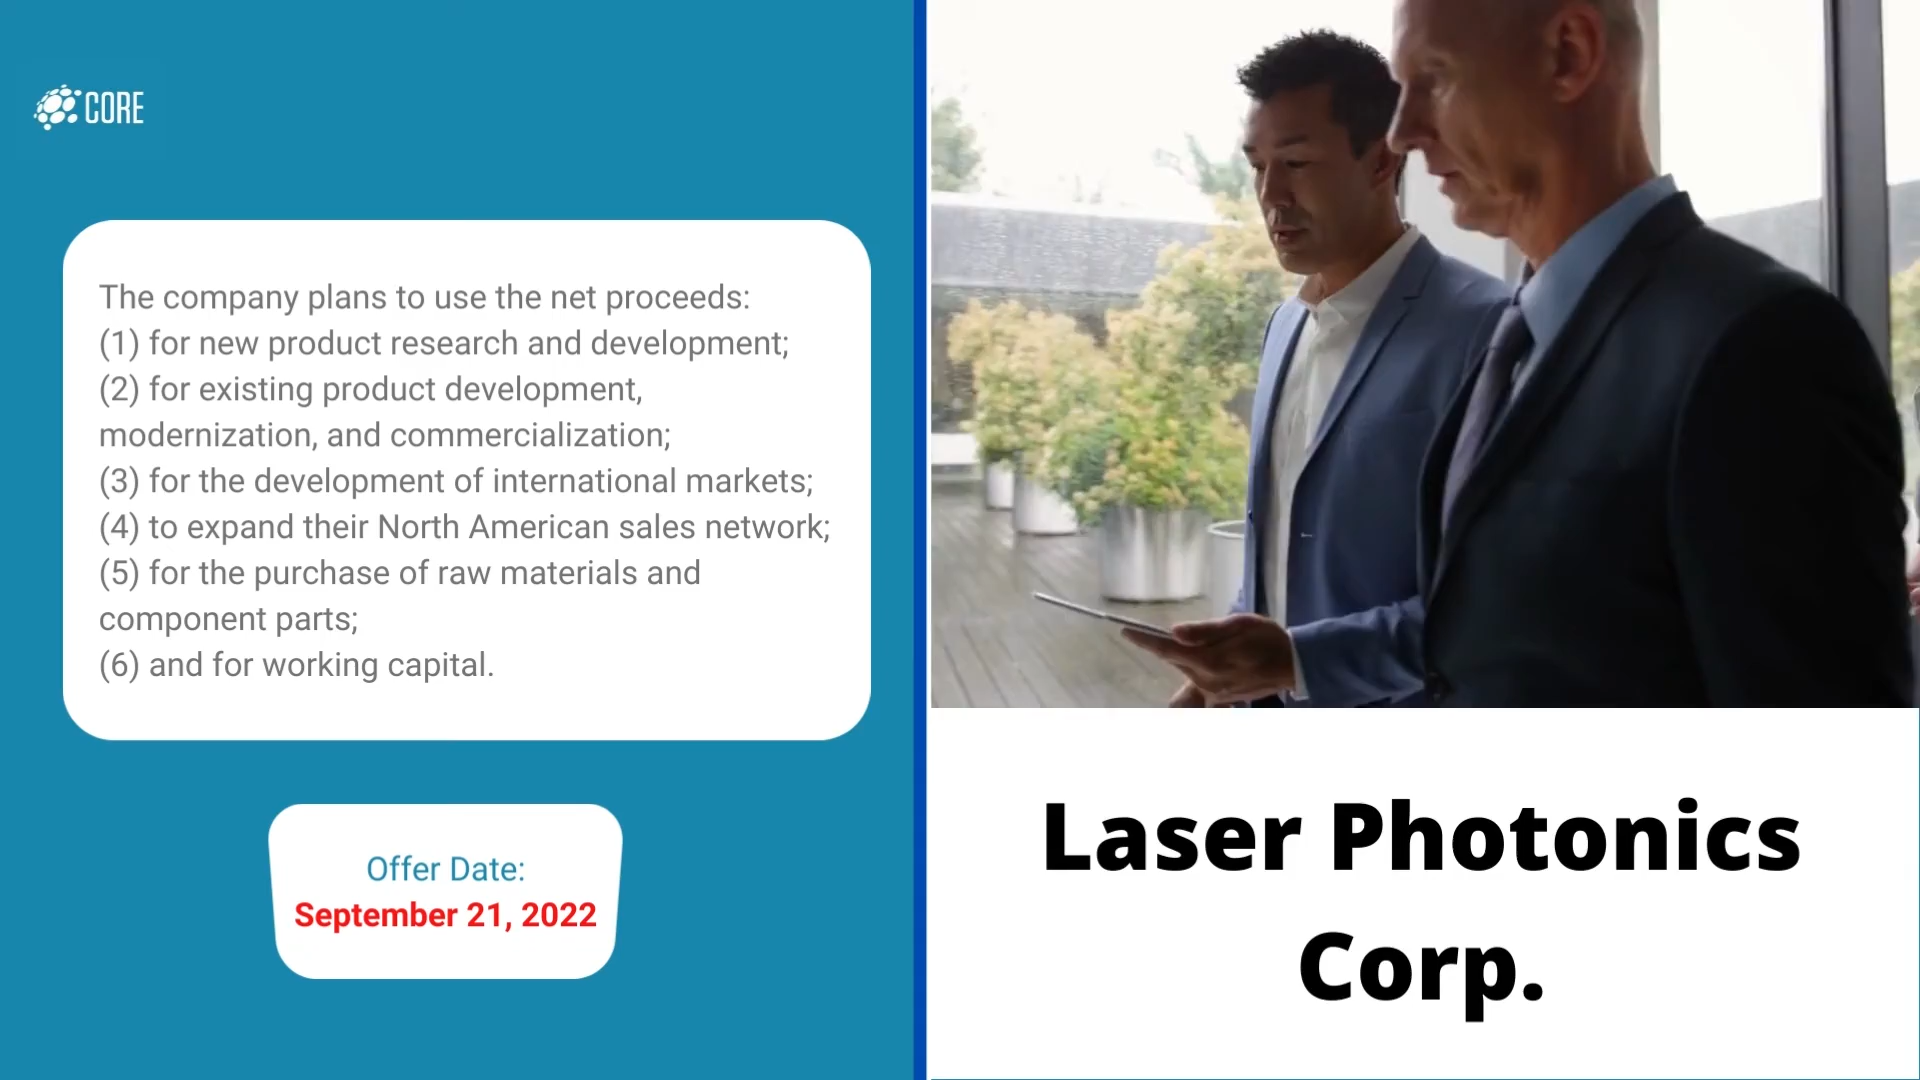 CORE
The company plans to use the net proceeds:
(1) for new product research and development;
(2) for existing product development,
modernization, and commercialization;
(3) for the development of international markets;
(4) to expand their North American sales network;
(5) for the purchase of raw materials and
component parts;
(6) and for working capital.
Offer Date:
September 21, 2022
Laser Photonics
Corp.